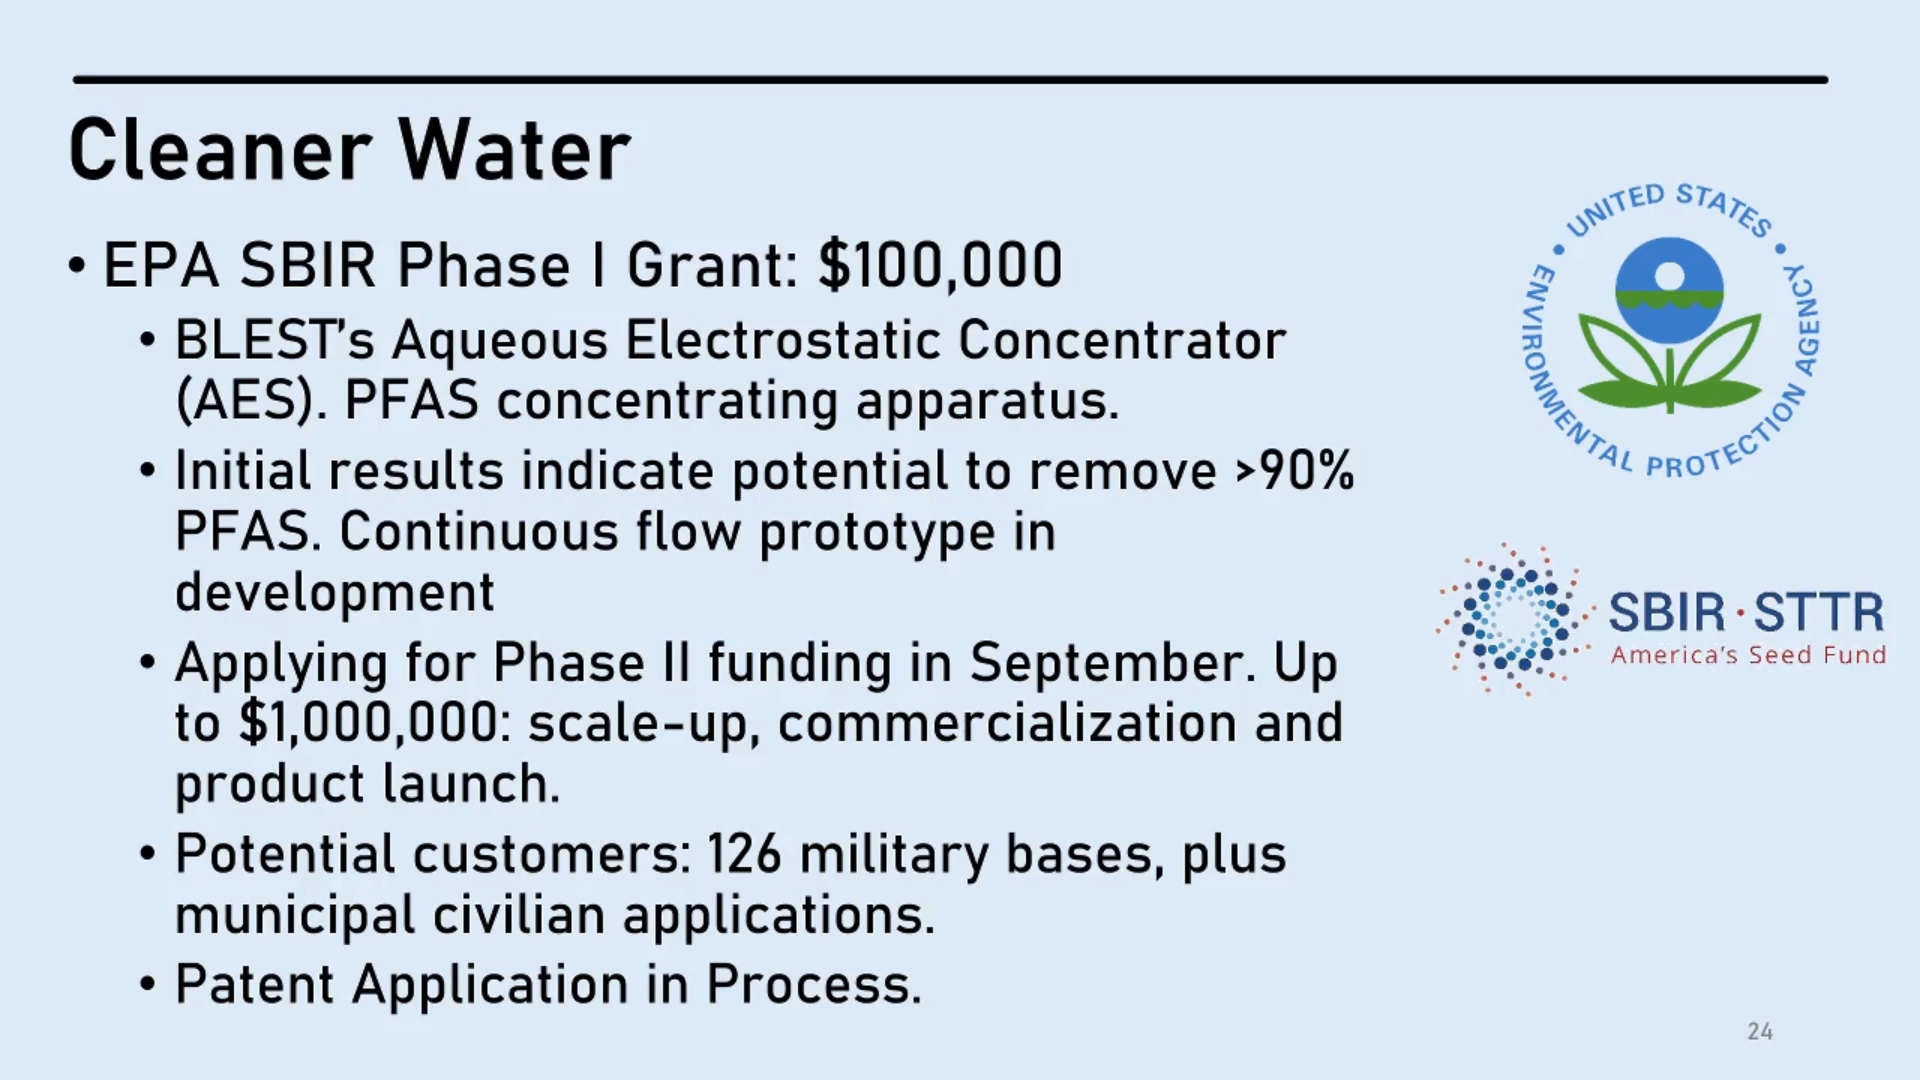 Cleaner Water
• EPA SBIR Phase I Grant: $100,000
• BLEST's Aqueous Electrostatic Concentrator
(AES). PFAS concentrating apparatus.
• Initial results indicate potential to remove >90%
PFAS. Continuous flow prototype in
development
• Applying for Phase II funding in September. Up
to $1,000,000: scale-up, commercialization and
product launch.
• Potential customers: 126 military bases, plus
municipal civilian applications.
• Patent Application in Process.
• UNITED STATES •
ENVIRONMENTAL PROTECTION AGENCY
SBIR·STTR
America's Seed Fund
24